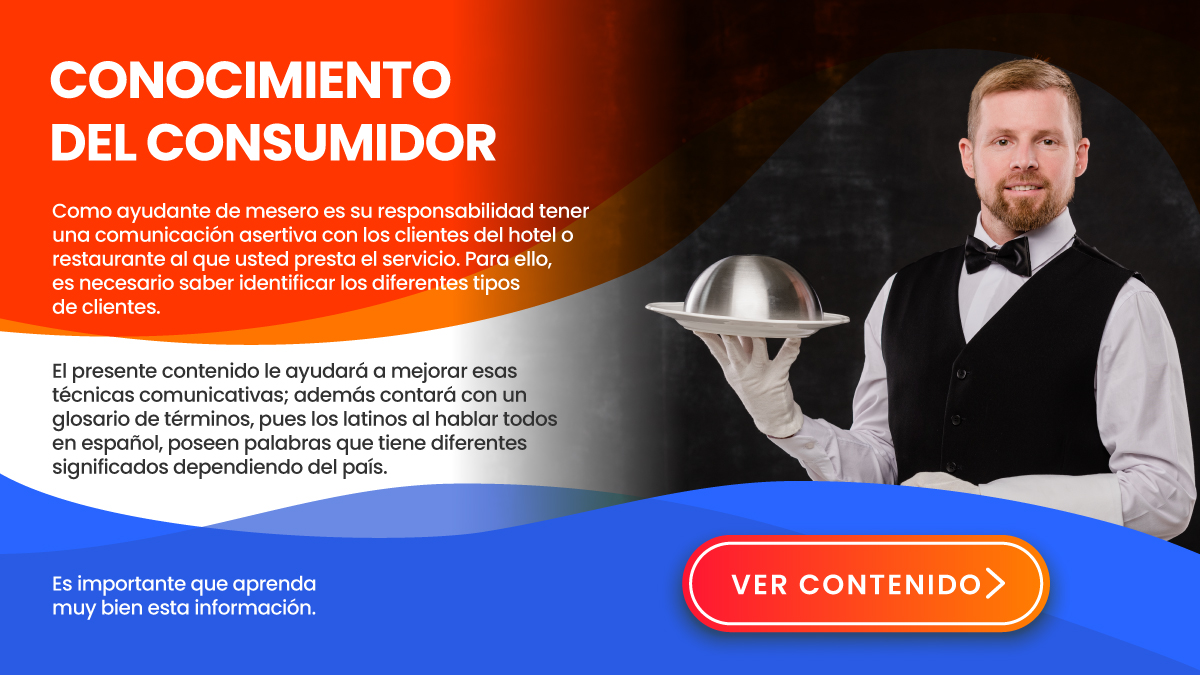 CONOCIMIENTO
DEL CONSUMIDOR
Como ayudante de mesero es su responsabilidad tener
una comunicación asertiva con los clientes del hotel o
restaurante al que usted presta el servicio. Para ello,
es necesario saber identificar los diferentes tipos
de clientes.
El presente contenido le ayudará a mejorar esas
técnicas comunicativas; además contará con un
glosario de términos, pues los latinos al hablar todos
en español, poseen palabras que tiene diferentes
significados dependiendo del país.
Es importante que aprenda
muy bien esta información.
VER CONTENIDO